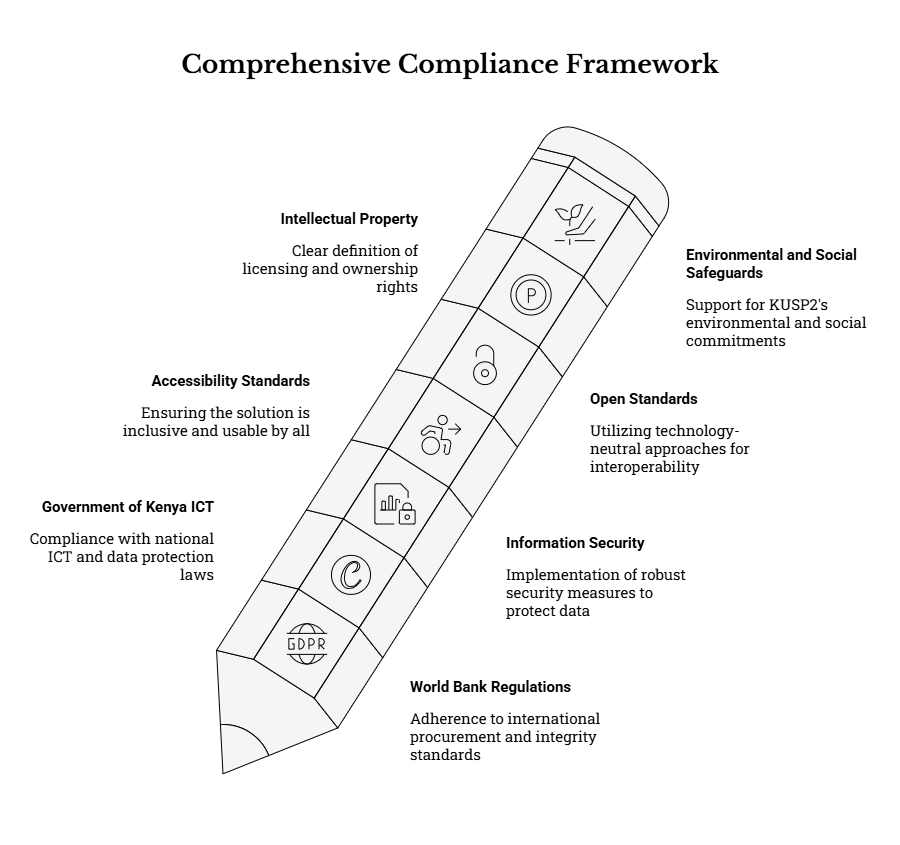 Comprehensive Compliance Framework
Intellectual Property
Clear definition of
licensing and ownership
rights
Environmental and Social
Safeguards
Support for KUSP2's
environmental and social
commitments
P
Accessibility Standards
Ensuring the solution is
inclusive and usable by all
Open Standards
Utilizing technology-
neutral approaches for
interoperability
Government of Kenya ICT
Compliance with national
ICT and data protection
laws
Information Security
Implementation of robust
security measures to
protect data
C
GDPR
World Bank Regulations
Adherence to international
procurement and integrity
standards